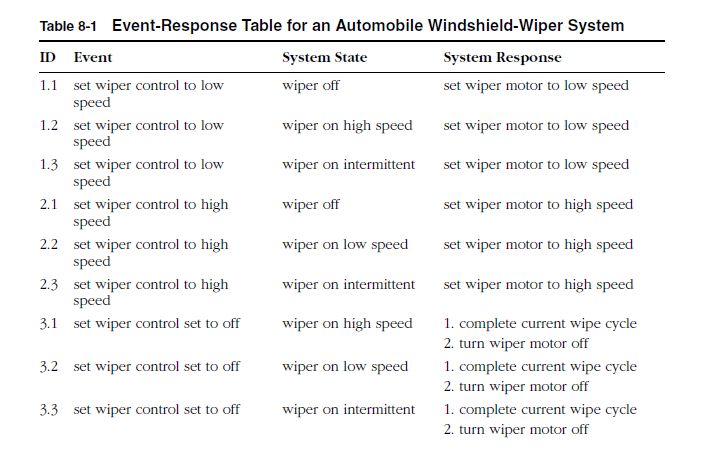 Table 8-1 Event-Response Table for an Automobile Windshield-Wiper System
ID Event System State System Response
1.1 set wiper control to low wiper off set wiper motor to low speed
speed
1.2 set wiper control to low wiper on high speed set wiper motor to low speed
speed
1.3 set wiper control to low wiper on intermittent set wiper motor to low speed
speed
2.1 set wiper control to high wiper off set wiper motor to high speed
speed
2.2 set wiper control to high wiper on low speed set wiper motor to high speed
speed
2.3 set wiper control to high wiper on intermittent set wiper motor to high speed
speed
3.1 set wiper control set to off wiper on high speed 1. complete current wipe cycle
2. turn wiper motor off
3.2 set wiper control set to off wiper on low speed 1. complete current wipe cycle
2. turn wiper motor off
3.3 set wiper control set to off wiper on intermittent 1. complete current wipe cycle
2. turn wiper motor off